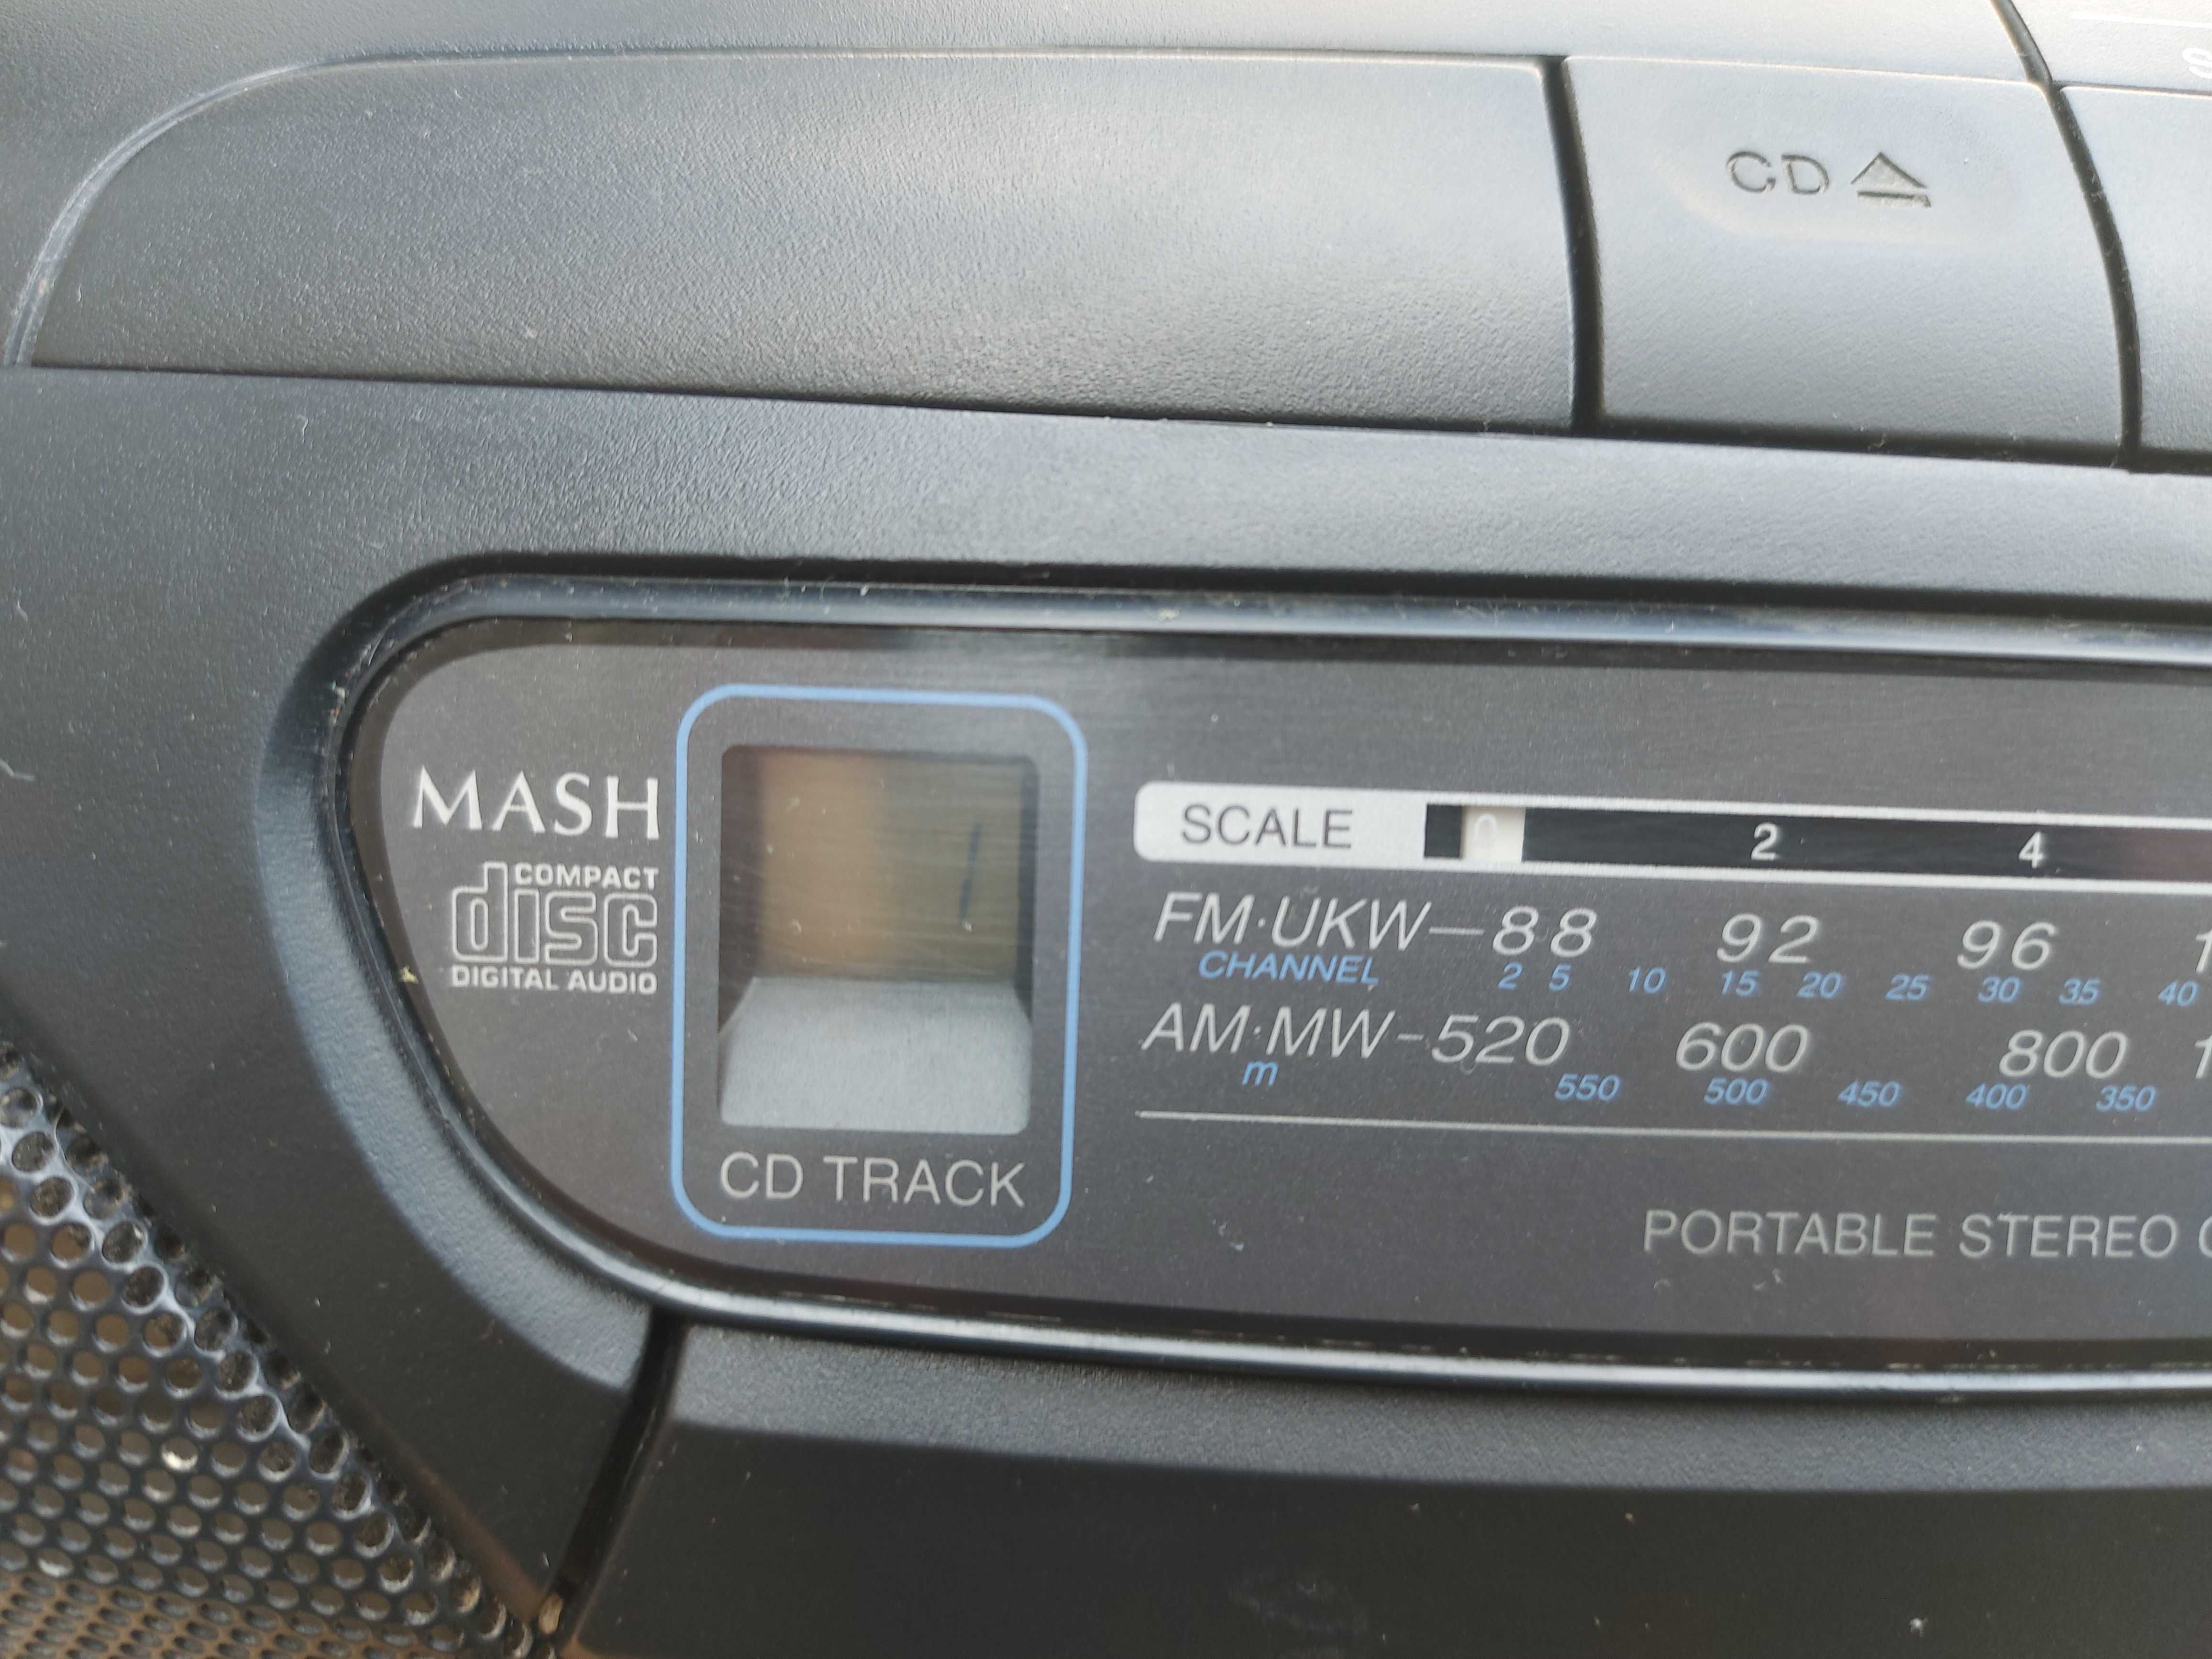 CD
MASH
COMPACT
disc
DIGITAL AUDIO
1
CD TRACK
SCALE 0 2 4
FM·UKW—88 92 96
CHANNEL 2 5 10 15 20 25 30 35 40
AM·MW-520 600 800
m 550 500 450 400 350
PORTABLE STEREO